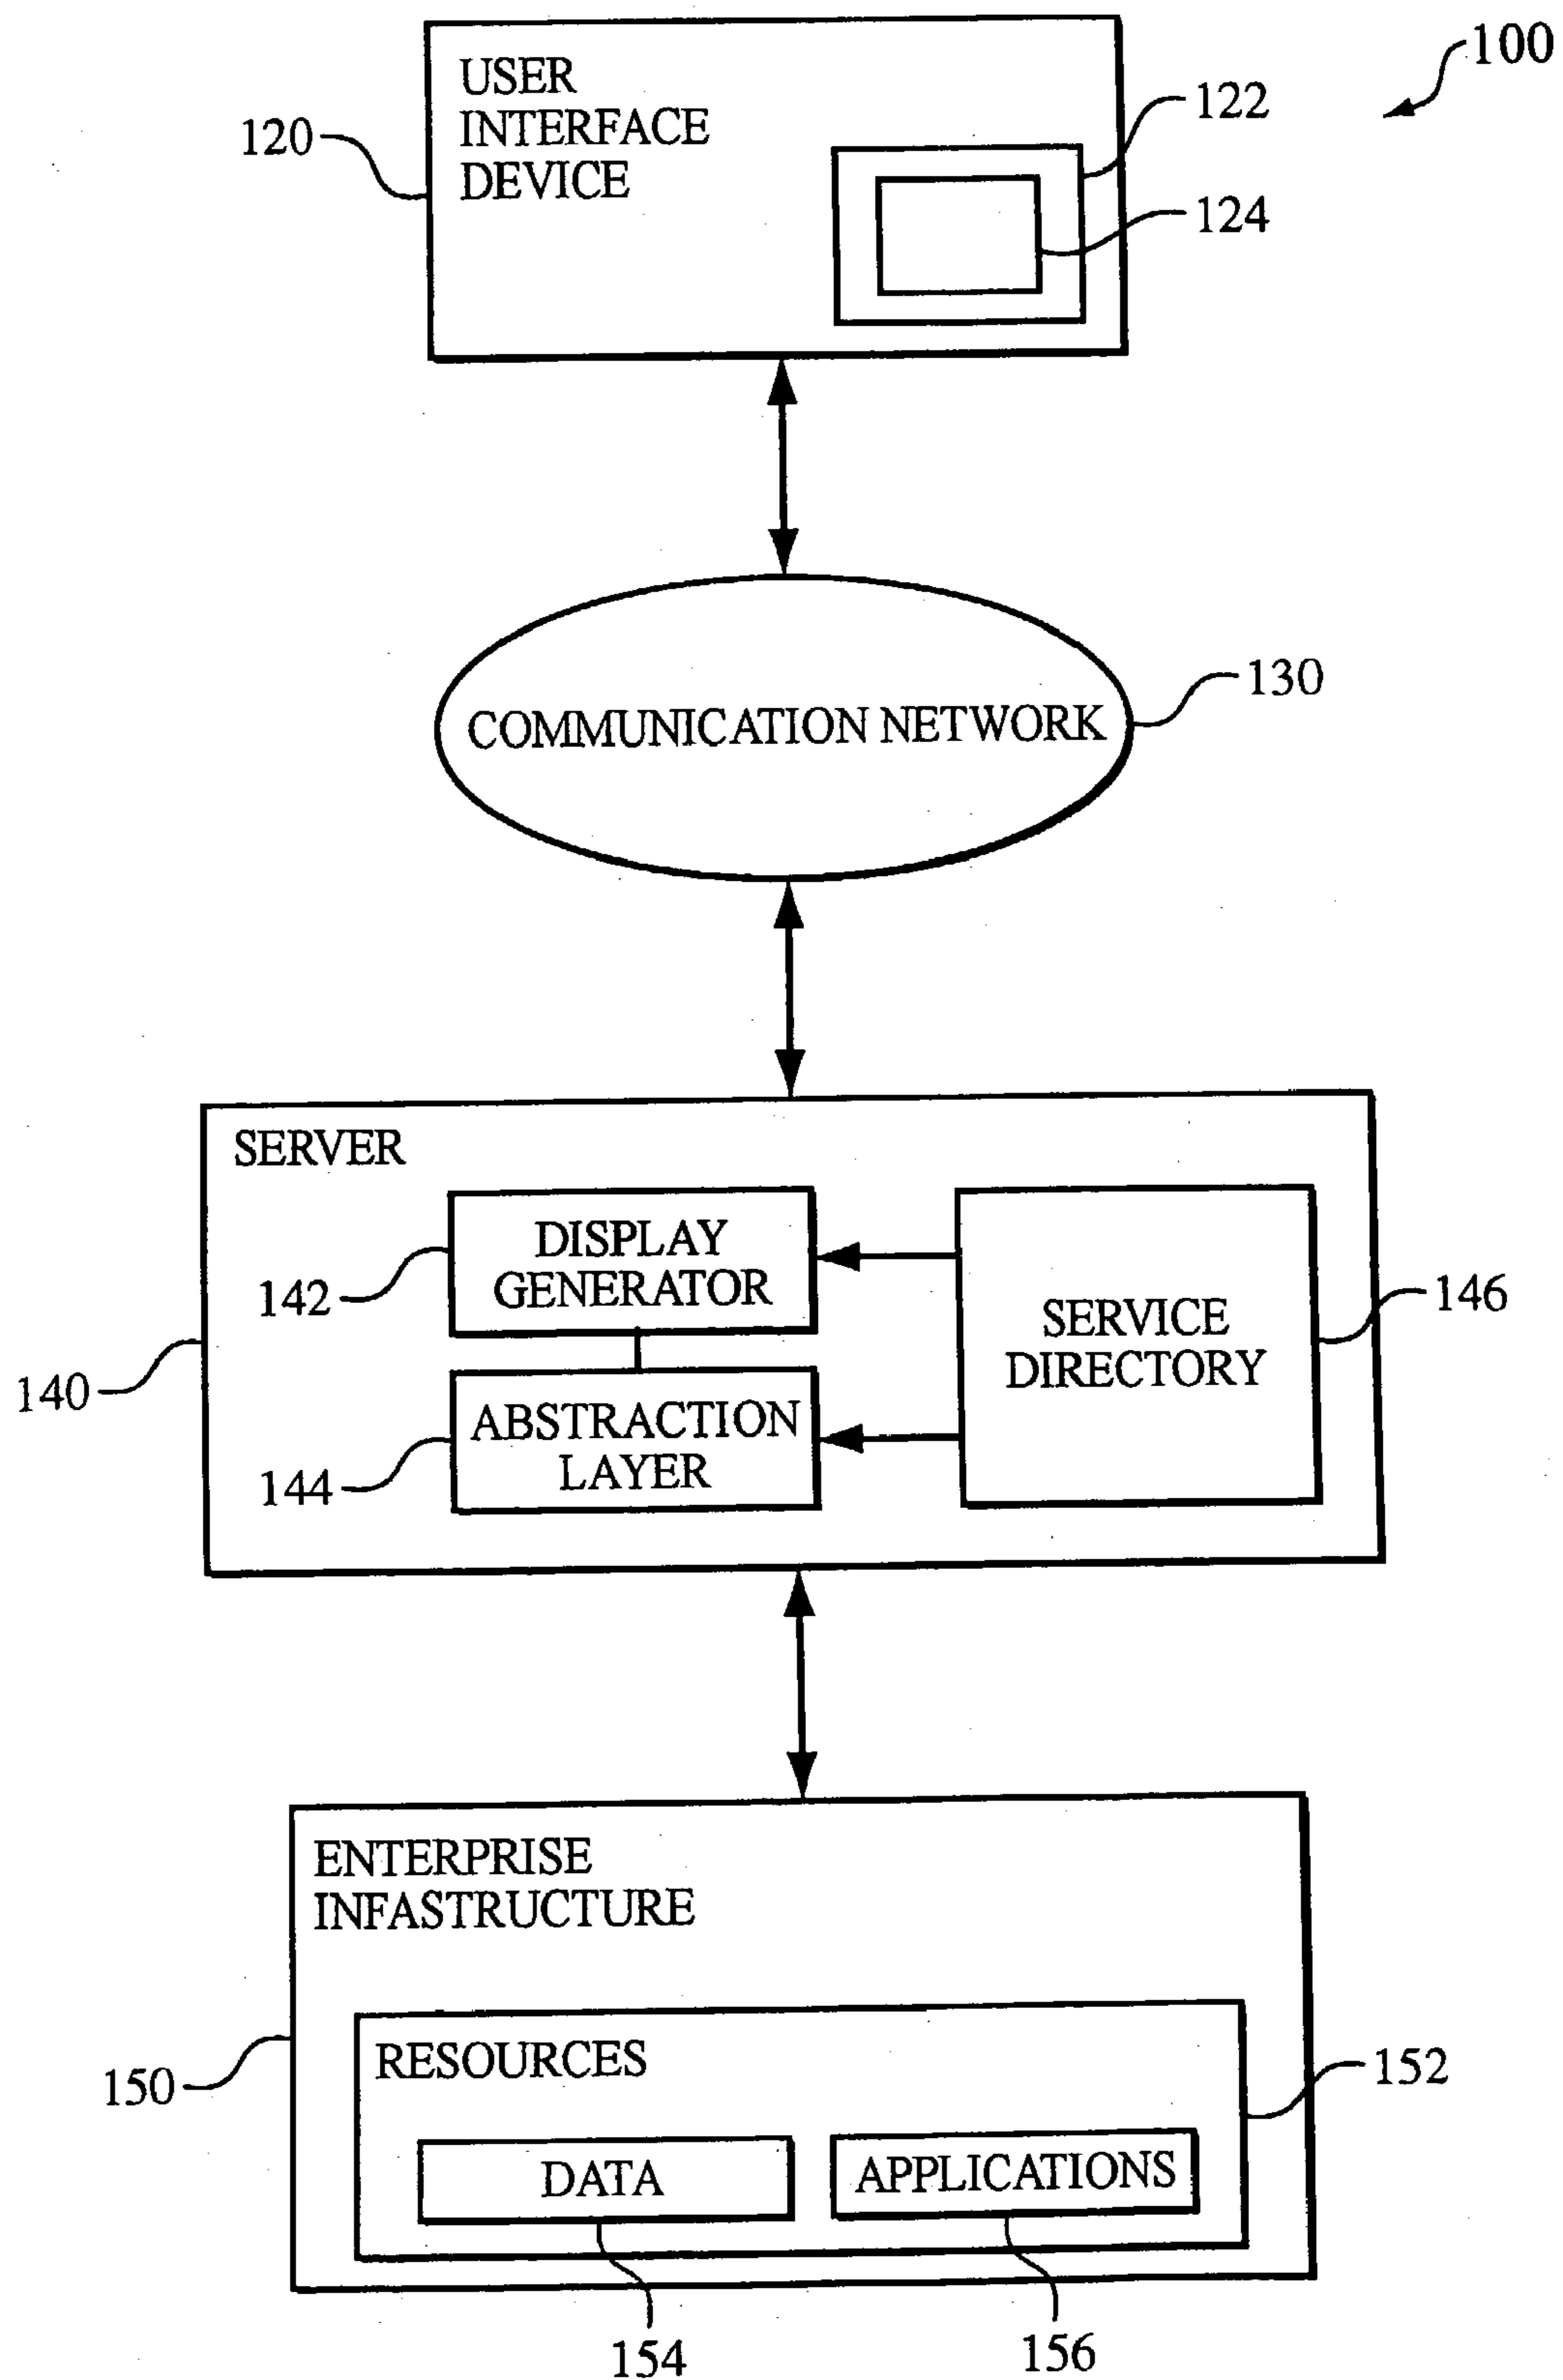 100
USER
INTERFACE
DEVICE
120
122
124
COMMUNICATION NETWORK
130
SERVER
DISPLAY
GENERATOR
142
SERVICE
DIRECTORY
146
140
ABSTRACTION
LAYER
144
ENTERPRISE
INFASTRUCTURE
150
RESOURCES
152
DATA
APPLICATIONS
154
156